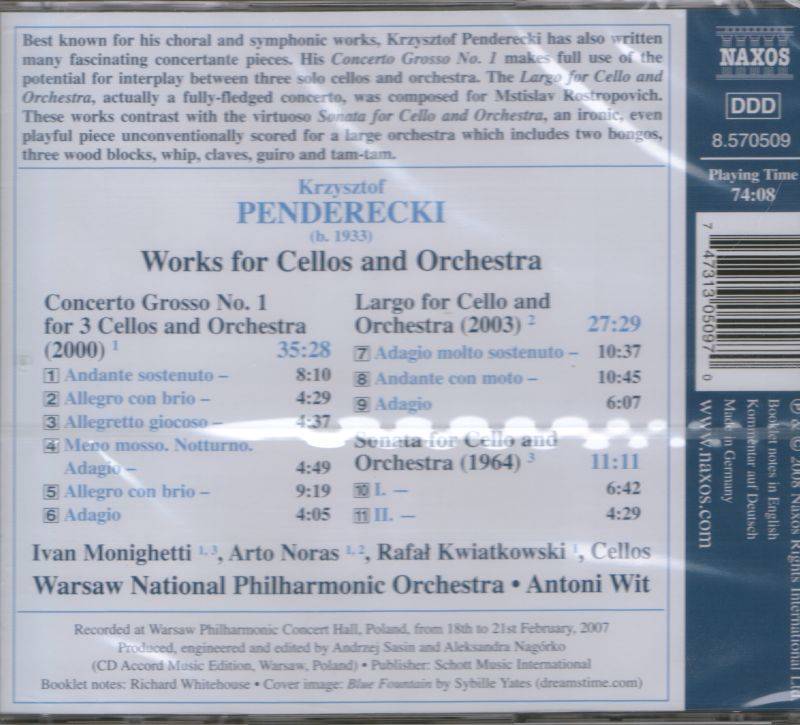 Best known for his choral and symphonic works, Krzysztof Penderecki has also written
many fascinating concertante pieces. His Concerto Grosso No. 1 makes full use of the
potential for interplay between three solo cellos and orchestra. The Largo for Cello and
Orchestra, actually a fully-fledged concerto, was composed for Mstislav Rostropovich.
These works contrast with the virtuoso Sonata for Cello and Orchestra, an ironic, even
playful piece unconventionally scored for a large orchestra which includes two bongos,
three wood blocks, whip, claves, guiro and tam-tam.
Krzysztof
PENDERECKI
(b. 1933)
Works for Cellos and Orchestra
Concerto Grosso No. 1
for 3 Cellos and Orchestra
(2000) 1 35:28
1 Andante sostenuto – 8:10
2 Allegro con brio – 4:29
3 Allegretto giocoso – 4:37
4 Meno mosso. Notturno.
Adagio – 4:49
5 Allegro con brio – 9:19
6 Adagio 4:05
Largo for Cello and
Orchestra (2003) 2 27:29
7 Adagio molto sostenuto – 10:37
8 Andante con moto – 10:45
9 Adagio 6:07
Sonata for Cello and
Orchestra (1964) 3 11:11
10 I. – 6:42
11 II. – 4:29
Ivan Monighetti 1, 3, Arto Noras 1, 2, Rafał Kwiatkowski 1, Cellos
Warsaw National Philharmonic Orchestra • Antoni Wit
Recorded at Warsaw Philharmonic Concert Hall, Poland, from 18th to 21st February, 2007
Produced, engineered and edited by Andrzej Sasin and Aleksandra Nagórko
(CD Accord Music Edition, Warsaw, Poland) • Publisher: Schott Music International
Booklet notes: Richard Whitehouse • Cover image: Blue Fountain by Sybille Yates (dreamstime.com)
NAXOS
DDD
8.570509
Playing Time
74:08
7 47313 05097 0
℗ & © 2008 Naxos Rights International Ltd.
Booklet notes in English
Kommentar auf Deutsch
Made in Germany
www.naxos.com